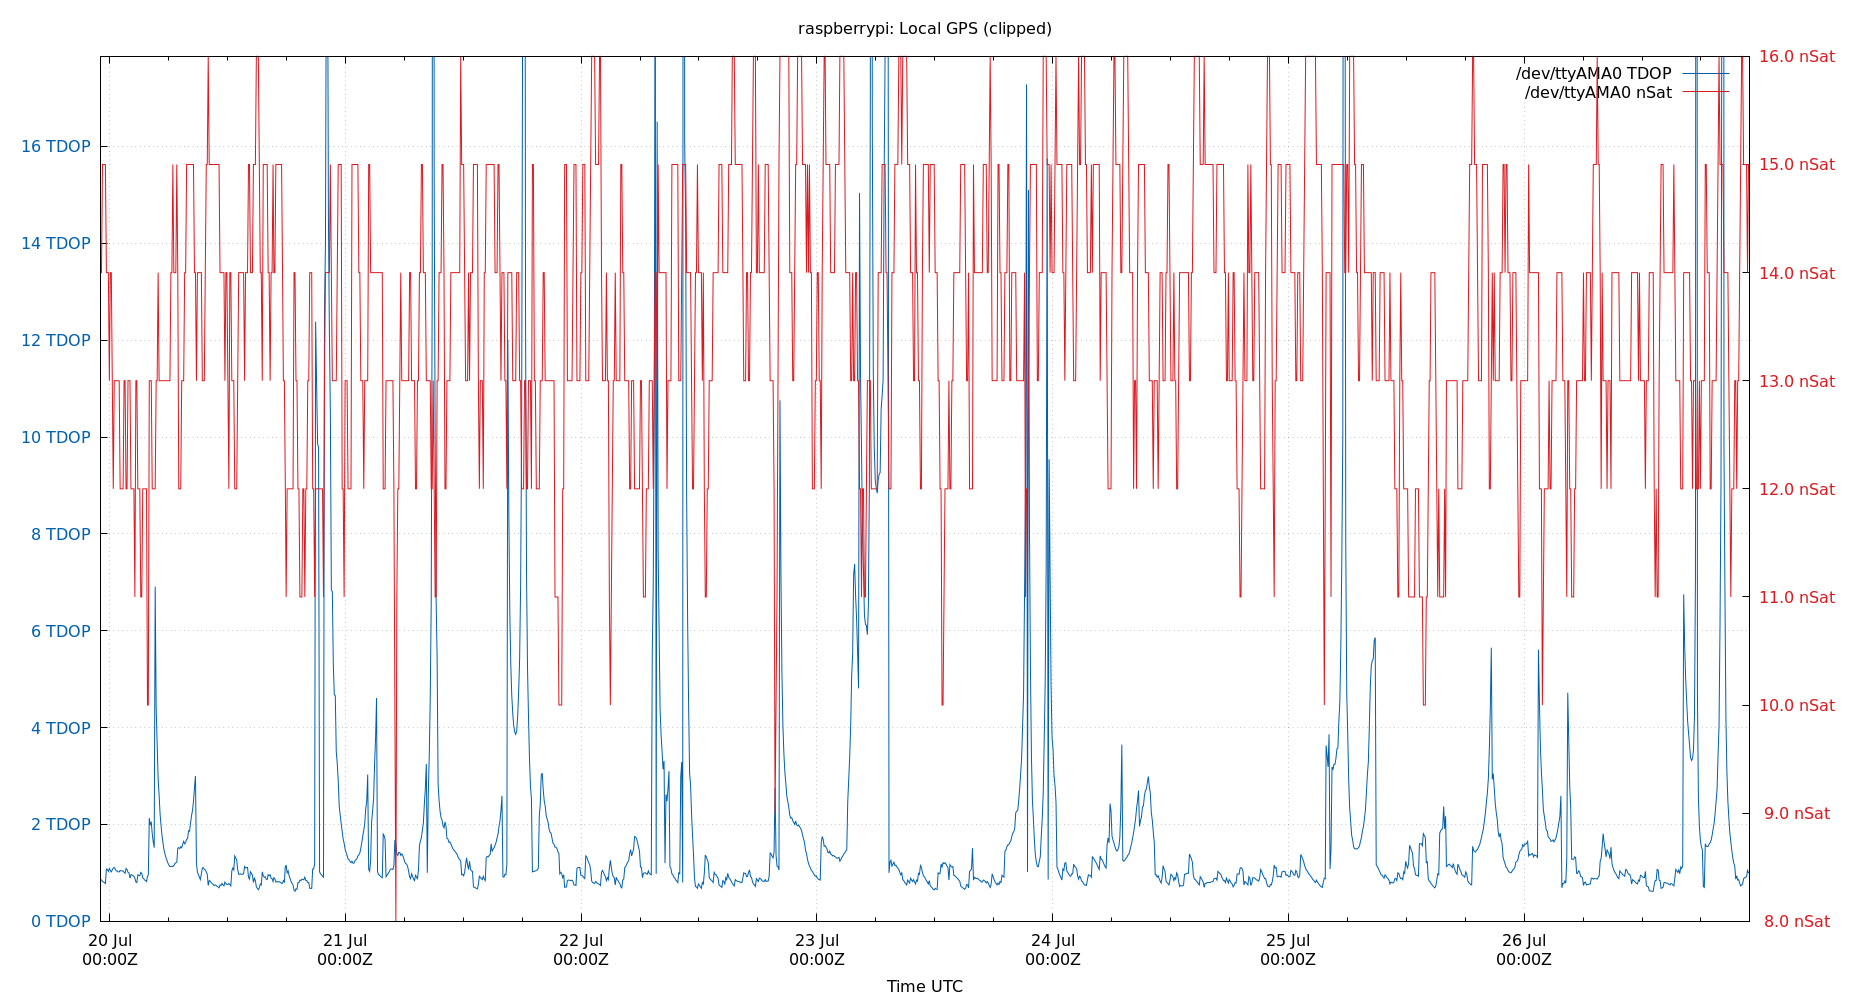 raspberrypi: Local GPS (clipped)
/dev/ttyAMA0 TDOP
/dev/ttyAMA0 nSat
16 TDOP
14 TDOP
12 TDOP
10 TDOP
8 TDOP
6 TDOP
4 TDOP
2 TDOP
0 TDOP
16.0 nSat
15.0 nSat
14.0 nSat
13.0 nSat
12.0 nSat
11.0 nSat
10.0 nSat
9.0 nSat
8.0 nSat
20 Jul
00:00Z
21 Jul
00:00Z
22 Jul
00:00Z
23 Jul
00:00Z
24 Jul
00:00Z
25 Jul
00:00Z
26 Jul
00:00Z
Time UTC